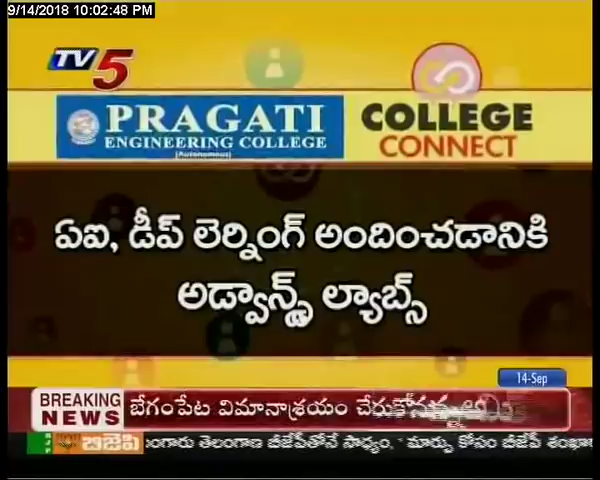 9/14/2018 10:02:48 PM
TV5
PRAGATI
ENGINEERING COLLEGE
(Autonomous)
COLLEGE
CONNECT
ఏఐ, డీప్ లెర్నింగ్ అందించడానికి
అడ్వాన్స్డ్ ల్యాబ్స్
14-Sep
BREAKING
NEWS
బేగంపేట విమానాశ్రయం
బీజేపీ
బంగారు తెలంగాణ బీజేపీతోనే సాధ్యం, మార్పు కోసం బీజేపీ